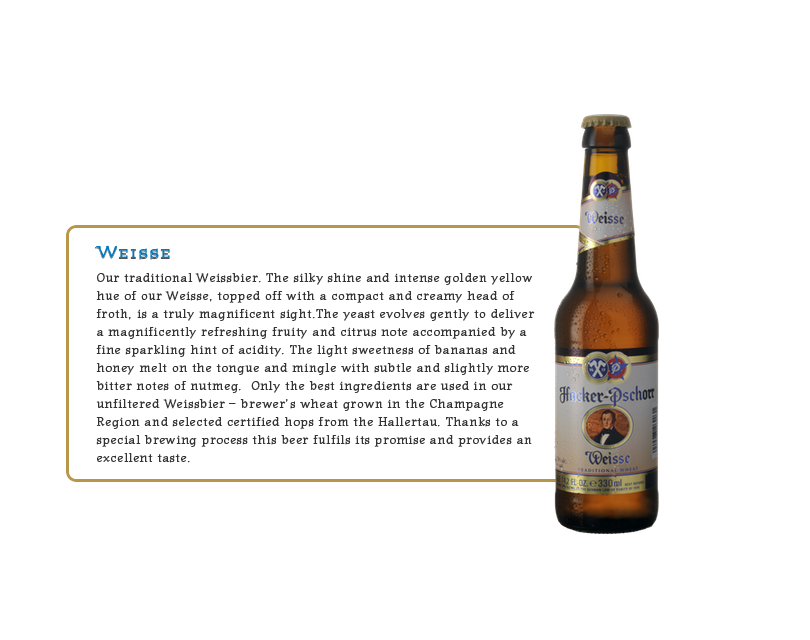 Weisse
Weisse
Our traditional Weissbier. The silky shine and intense golden yellow
hue of our Weisse, topped off with a compact and creamy head of
froth, is a truly magnificent sight.The yeast evolves gently to deliver
a magnificently refreshing fruity and citrus note accompanied by a
fine sparkling hint of acidity. The light sweetness of bananas and
honey melt on the tongue and mingle with subtle and slightly more
bitter notes of nutmeg.  Only the best ingredients are used in our
unfiltered Weissbier – brewer's wheat grown in the Champagne
Region and selected certified hops from the Hallertau. Thanks to a
special brewing process this beer fulfils its promise and provides an
excellent taste.
Hacker-Pschorr
Weisse
TRADITIONAL WHEAT
FL.OZ. e 330 ml